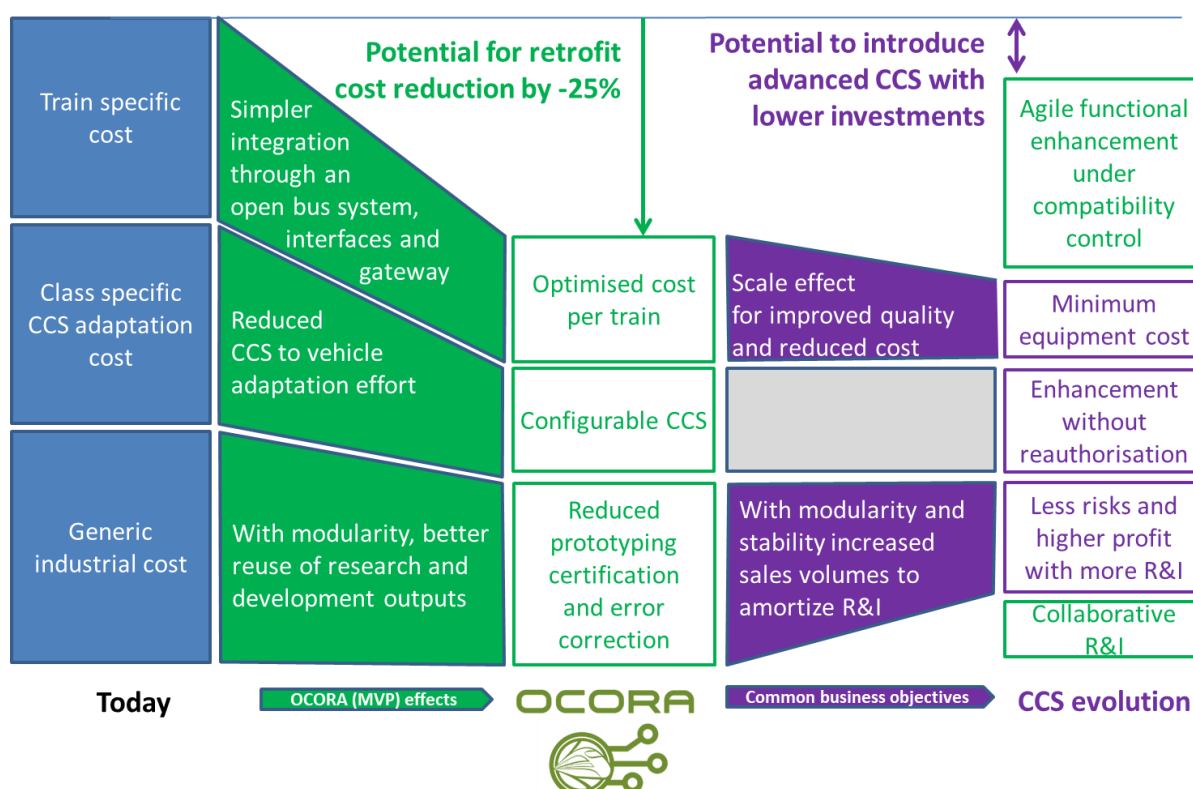 Train specific
cost
Class specific
CCS adaptation
cost
Generic
industrial cost
Today
Simpler
integration
through an
open bus system,
interfaces and
gateway
Reduced
CCS to vehicle
adaptation effort
With modularity, better
reuse of research and
development outputs
OCORA (MVP) effects
Potential for retrofit
cost reduction by -25%
Optimised cost
per train
Configurable CCS
Reduced
prototyping
certification
and error
correction
OCORA
Potential to introduce
advanced CCS with
lower investments
Scale effect
for improved quality
and reduced cost
With modularity and
stability increased
sales volumes to
amortize R&I
Common business objectives
Agile functional
enhancement
under
compatibility
control
Minimum
equipment cost
Enhancement
without
reauthorisation
Less risks and
higher profit
with more R&I
Collaborative
R&I
CCS evolution